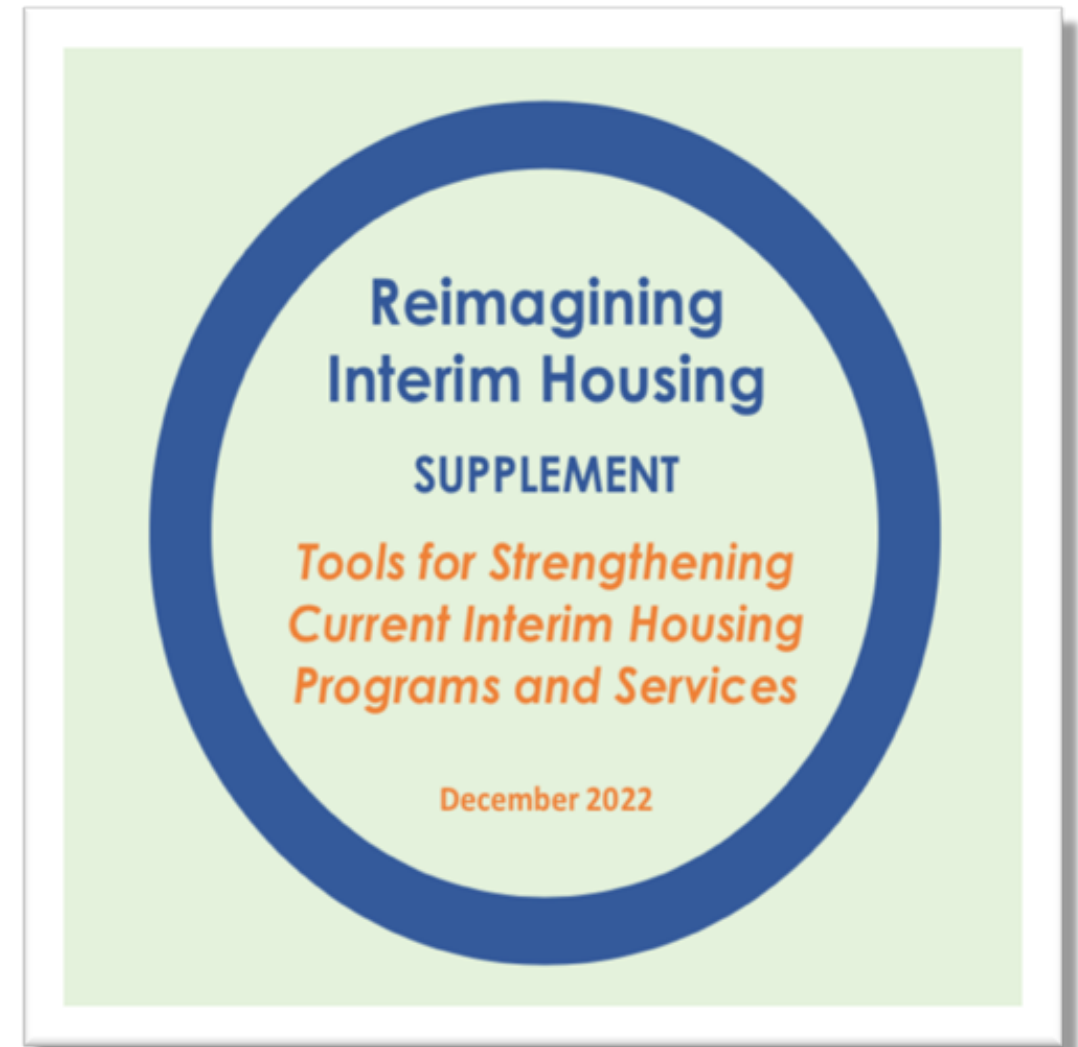 Reimagining
Interim Housing
SUPPLEMENT
Tools for Strengthening
Current Interim Housing
Programs and Services
December 2022